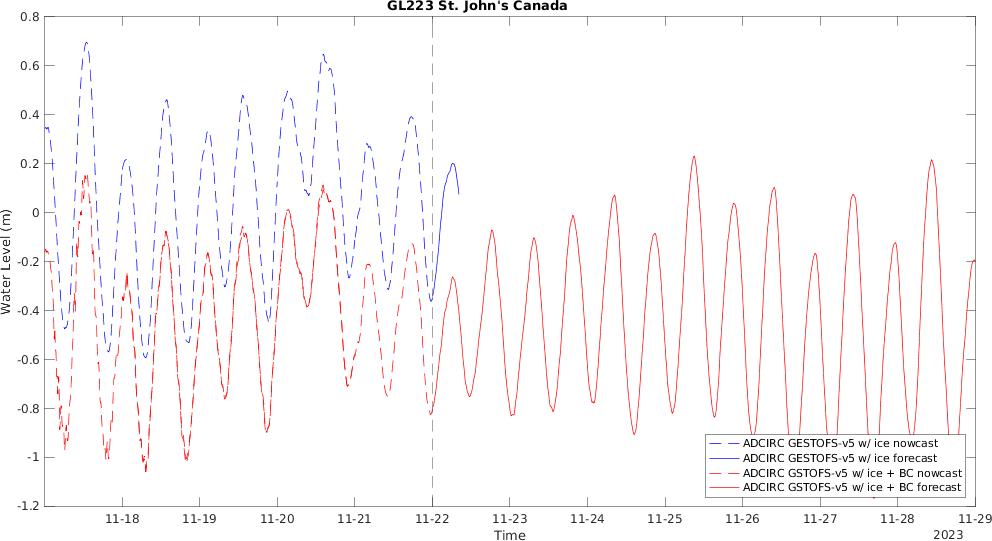 GL223 St. John's Canada
0.8
0.6
0.4
0.2
0
-0.2
-0.4
-0.6
-0.8
-1
-1.2
Water Level (m)
ADCIRC GESTOFS-v5 w/ ice nowcast
ADCIRC GESTOFS-v5 w/ ice forecast
ADCIRC GSTOFS-v5 w/ ice + BC nowcast
ADCIRC GSTOFS-v5 w/ ice + BC forecast
11-18 11-19 11-20 11-21 11-22 11-23 11-24 11-25 11-26 11-27 11-28 11-29
Time
2023